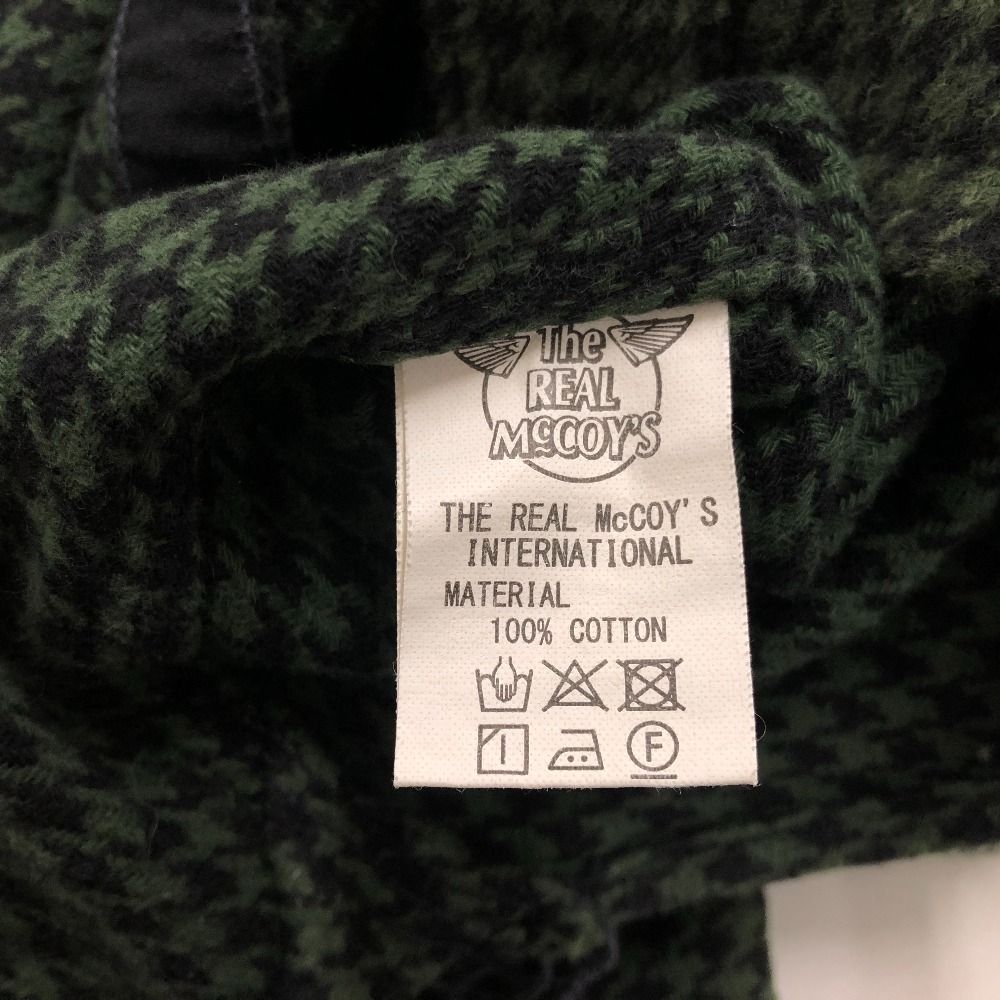 The
REAL
McCOY'S
THE REAL McCOY'S
INTERNATIONAL
MATERIAL
100% COTTON
F